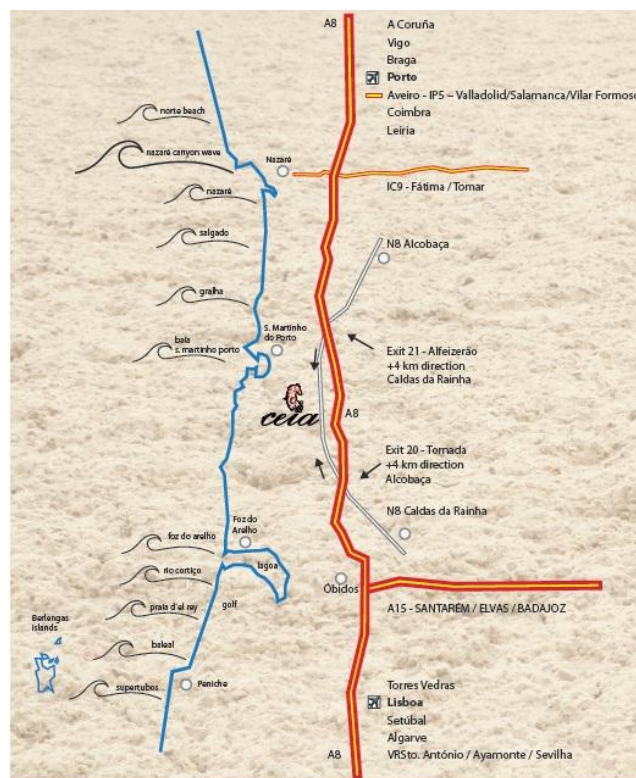 A8
A Coruña
Vigo
Braga
Porto
Aveiro - IP5 – Valladolid/Salamanca/Vilar Formoso
Coimbra
Leiria
norte beach
nazaré canyon wave
Nazaré
IC9 - Fátima / Tomar
nazaré
salgado
N8 Alcobaça
gralha
S. Martinho
do Porto
baia
s. martinho porto
Exit 21 - Alfeizerão
+4 km direction
Caldas da Rainha
ceia
A8
Exit 20 - Tornada
+4 km direction
Alcobaça
N8 Caldas da Rainha
Foz do
Arelho
foz do arelho
lagoa
rio cortiço
Óbidos
praia d'el rey
golf
A15 - SANTARÉM / ELVAS / BADAJOZ
Berlengas
islands
baleal
supertubos
Peniche
Torres Vedras
Lisboa
Setúbal
Algarve
A8
VRSto. António / Ayamonte / Sevilha